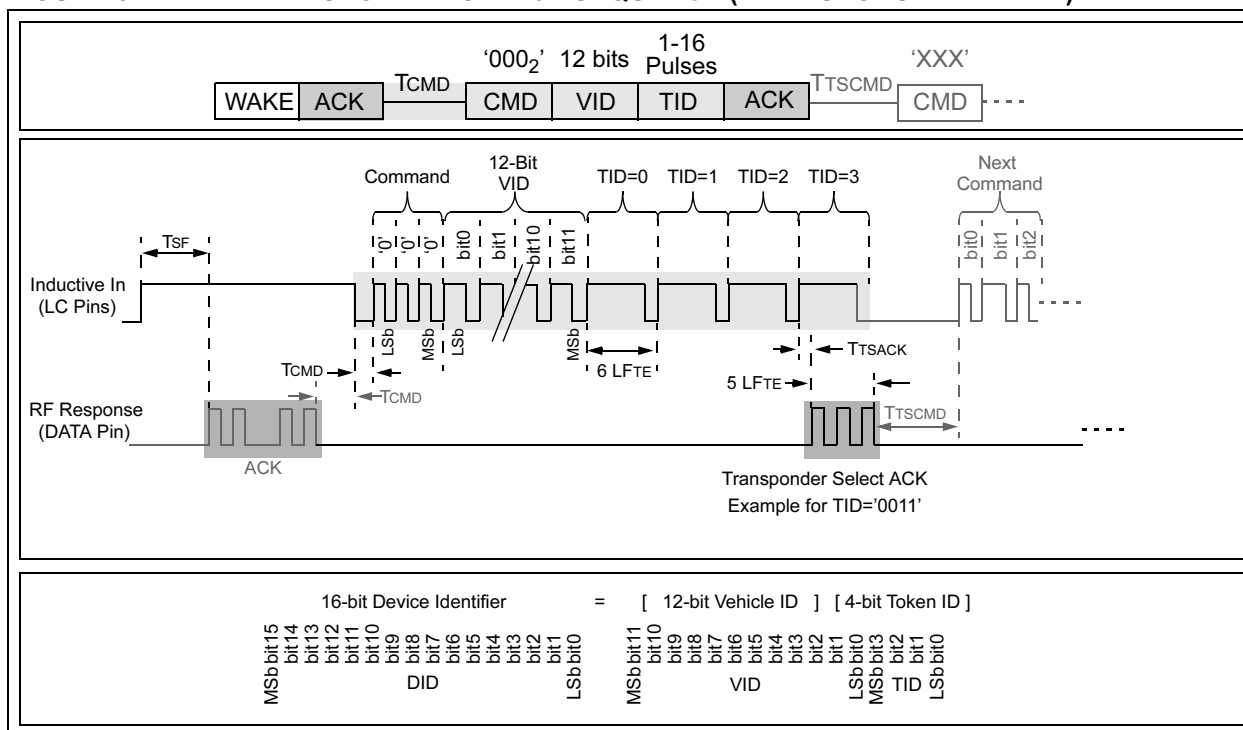 1-16
'000₂' 12 bits Pulses 'XXX'
TCMD TTSCMD
WAKE ACK CMD VID TID ACK CMD
12-Bit
Command VID TID=0 TID=1 TID=2 TID=3
Next
Command
TSF
'0' '0' '0' bit0 bit1 bit10 bit11 bit0 bit1 bit2
Inductive In
(LC Pins)
LSb MSb LSb MSb
TCMD TCMD 6 LFTE TTSACK
5 LFTE
TTSCMD
RF Response
(DATA Pin)
ACK
Transponder Select ACK
Example for TID='0011'
16-bit Device Identifier = [ 12-bit Vehicle ID ] [ 4-bit Token ID ]
MSb bit15 bit14 bit13 bit12 bit11 bit10 bit9 bit8 bit7 bit6 bit5 bit4 bit3 bit2 bit1 LSb bit0 MSb bit11 bit10 bit9 bit8 bit7 bit6 bit5 bit4 bit3 bit2 bit1 LSb bit0 MSb bit3 bit2 bit1 LSb bit0
DID VID TID